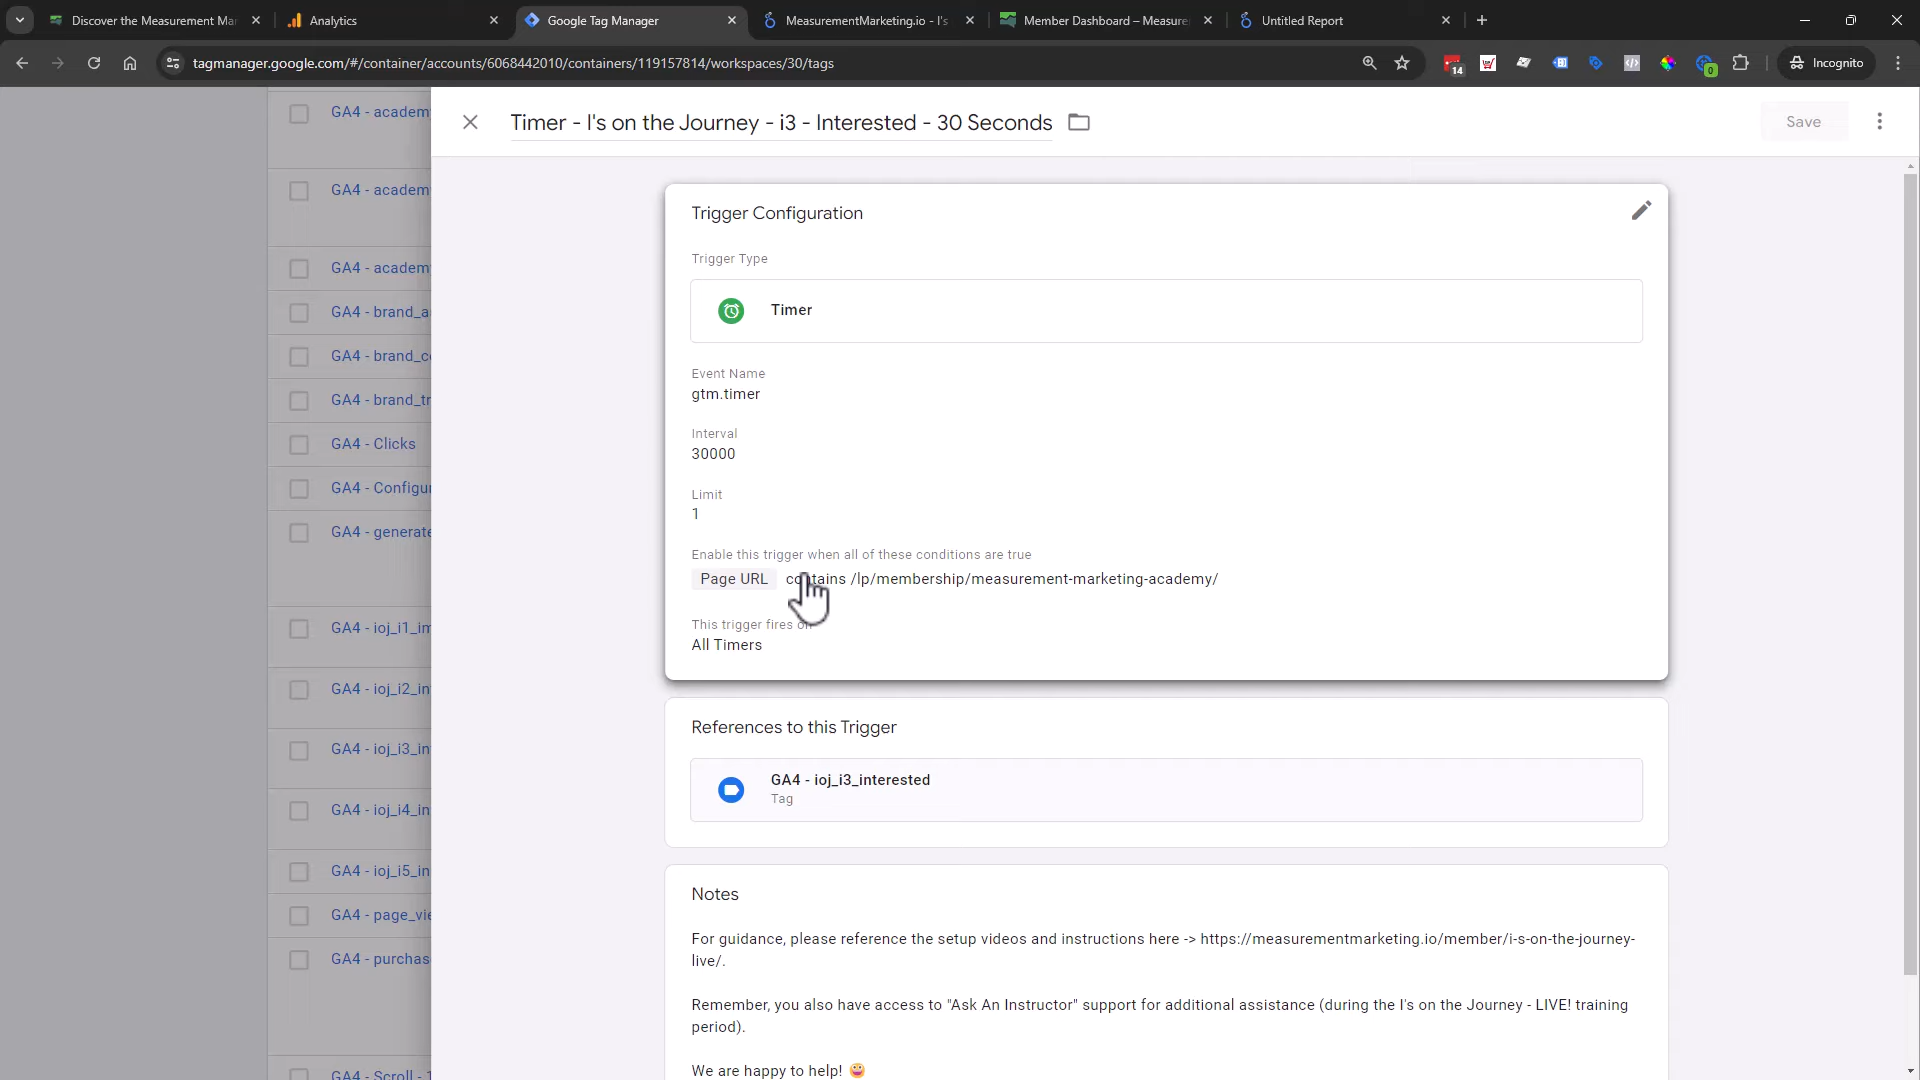 Discover the Measurement Mar
Analytics
Google Tag Manager
MeasurementMarketing.io - I's
Member Dashboard – Measure
Untitled Report
tagmanager.google.com/#/container/accounts/6068442010/containers/119157814/workspaces/30/tags
14
0
Incognito
GA4 - academ
GA4 - academ
GA4 - academ
GA4 - brand_a
GA4 - brand_c
GA4 - brand_tr
GA4 - Clicks
GA4 - Configu
GA4 - generate
GA4 - ioj_i1_im
GA4 - ioj_i2_in
GA4 - ioj_i3_in
GA4 - ioj_i4_in
GA4 - ioj_i5_in
GA4 - page_vie
GA4 - purchas
GA4 - Scroll - 1
Timer - I's on the Journey - i3 - Interested - 30 Seconds
Save
Trigger Configuration
Trigger Type
Timer
Event Name
gtm.timer
Interval
30000
Limit
1
Enable this trigger when all of these conditions are true
Page URL contains /lp/membership/measurement-marketing-academy/
This trigger fires on
All Timers
References to this Trigger
GA4 - ioj_i3_interested
Tag
Notes
For guidance, please reference the setup videos and instructions here -> https://measurementmarketing.io/member/i-s-on-the-journey-
live/.
Remember, you also have access to "Ask An Instructor" support for additional assistance (during the I's on the Journey - LIVE! training
period).
We are happy to help! 😀